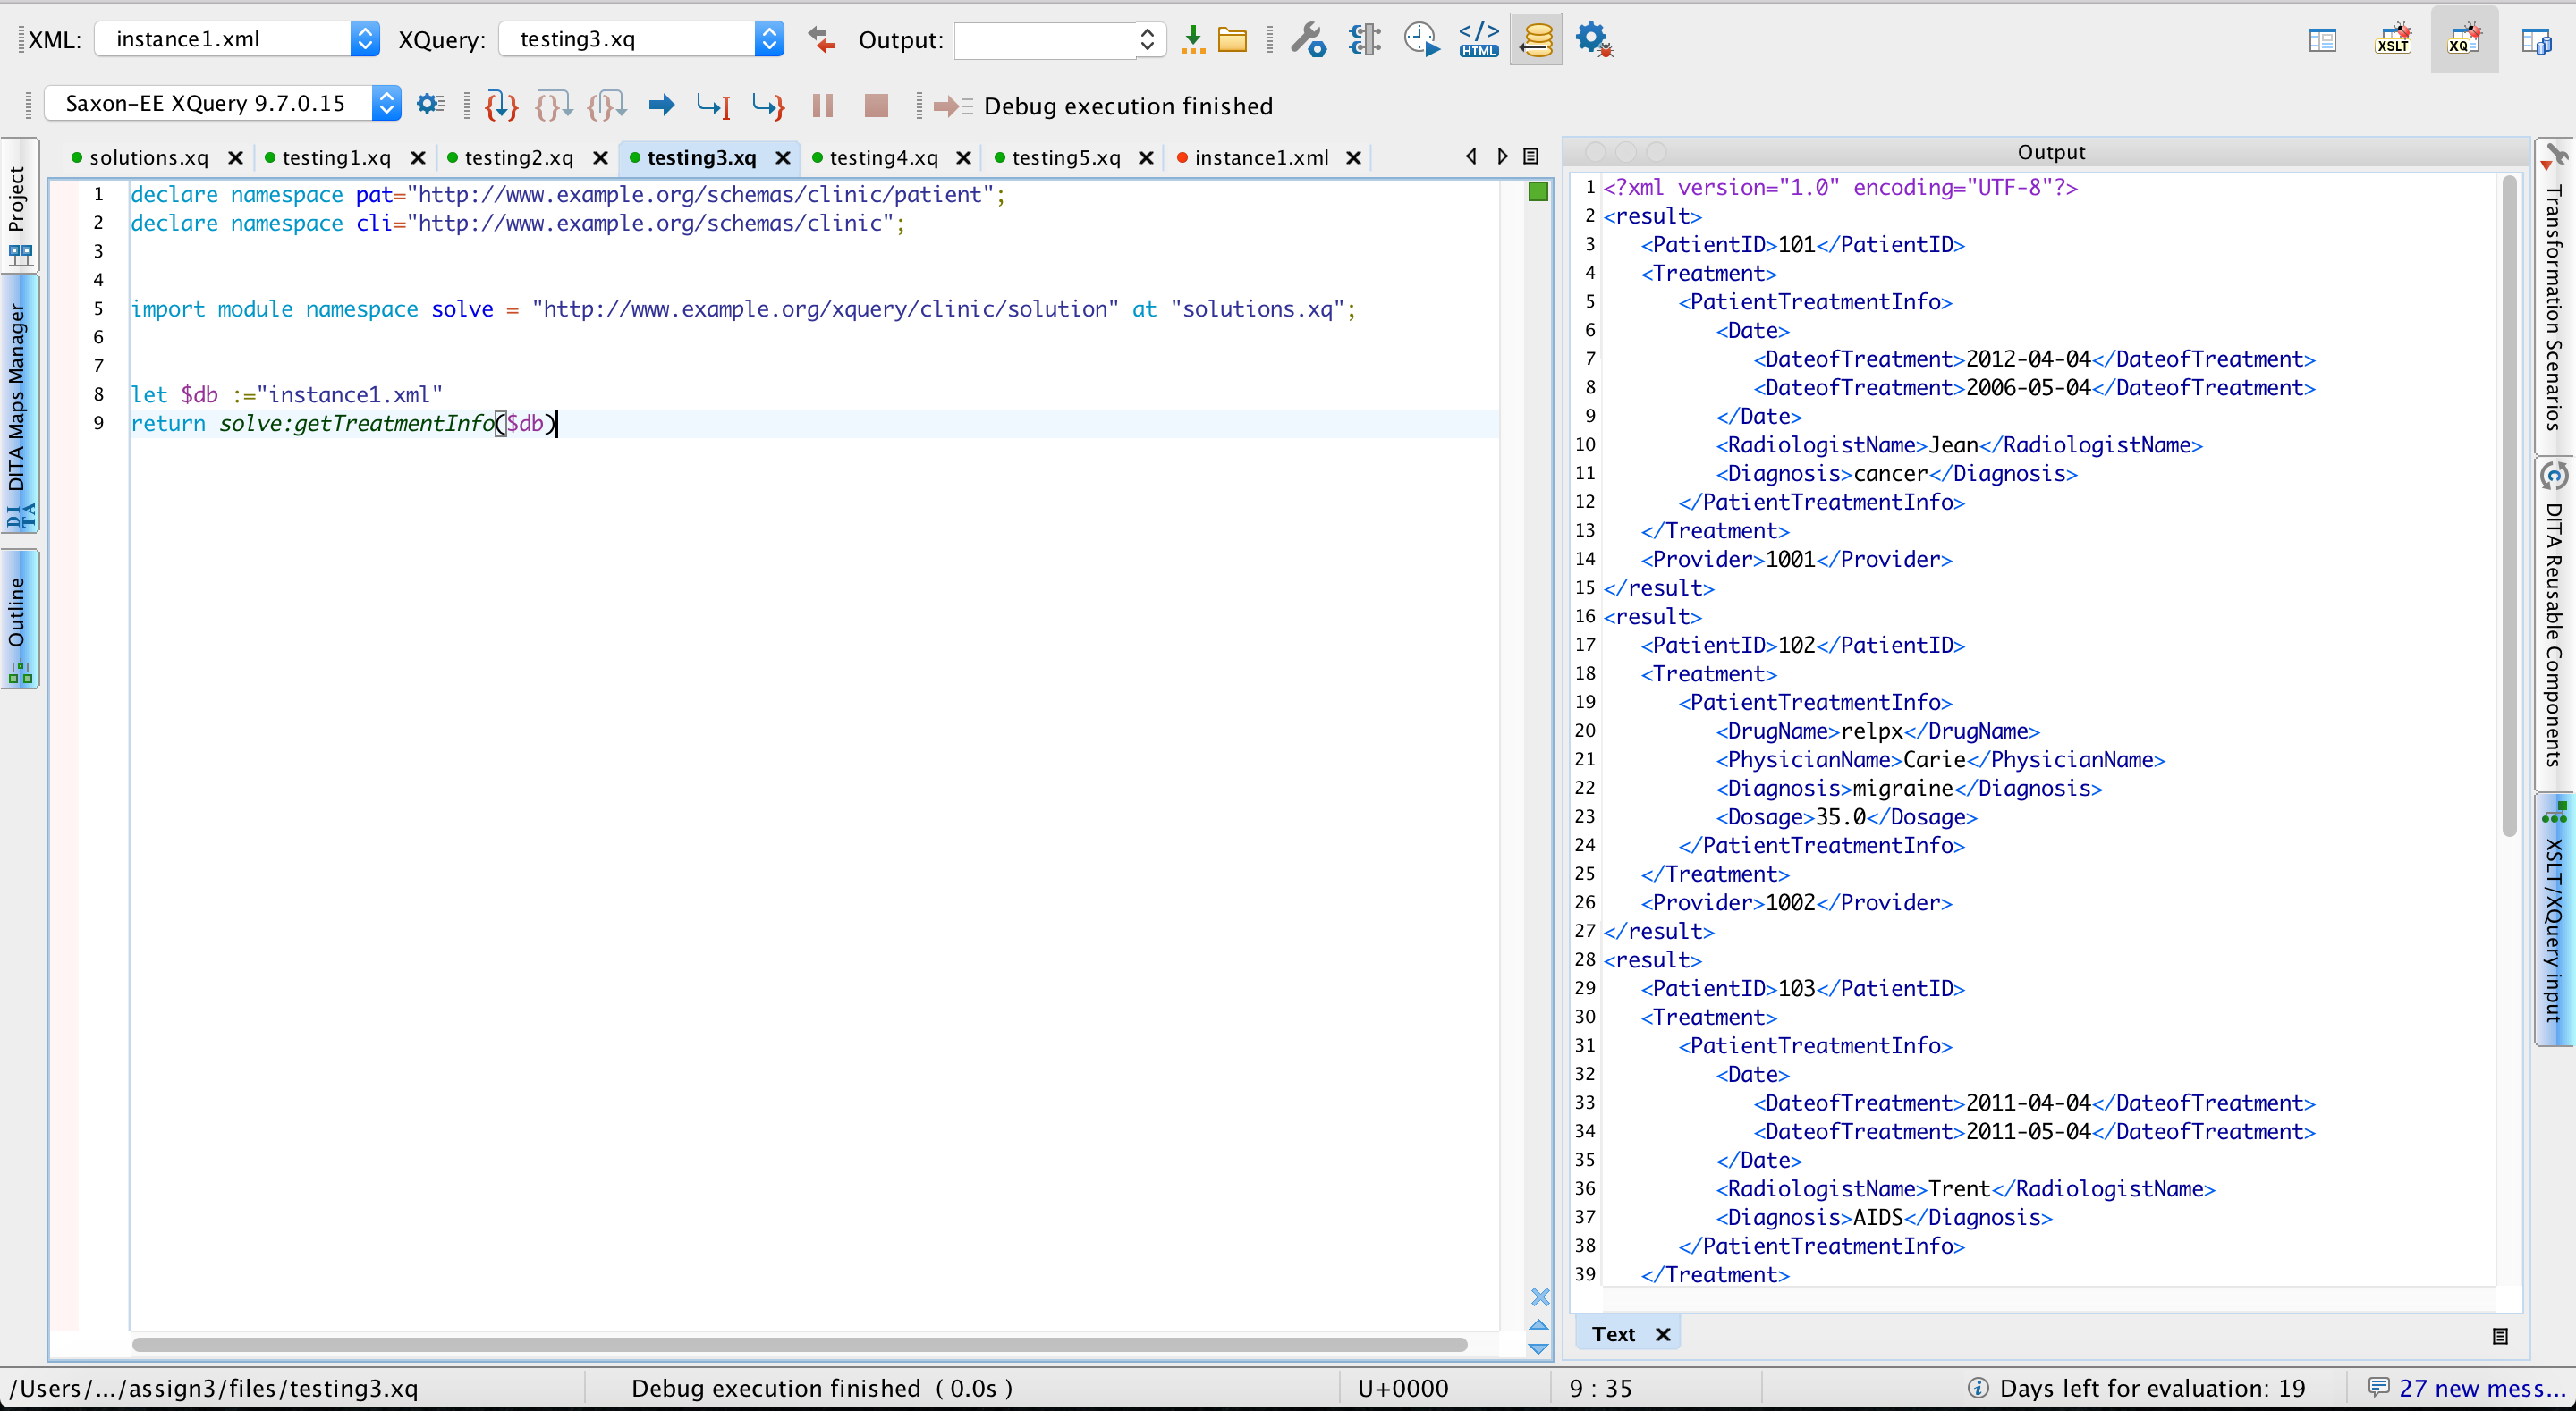 XML: instance1.xml XQuery: testing3.xq Output: HTML XSLT XQ
Saxon-EE XQuery 9.7.0.15 Debug execution finished
Project
DITA Maps Manager
DITA
Outline
solutions.xq testing1.xq testing2.xq testing3.xq testing4.xq testing5.xq instance1.xml
1 declare namespace pat="http://www.example.org/schemas/clinic/patient";
2 declare namespace cli="http://www.example.org/schemas/clinic";
3
4
5 import module namespace solve = "http://www.example.org/xquery/clinic/solution" at "solutions.xq";
6
7
8 let $db :="instance1.xml"
9 return solve:getTreatmentInfo($db)
Output
1 <?xml version="1.0" encoding="UTF-8"?>
2 <result>
3 <PatientID>101</PatientID>
4 <Treatment>
5 <PatientTreatmentInfo>
6 <Date>
7 <DateofTreatment>2012-04-04</DateofTreatment>
8 <DateofTreatment>2006-05-04</DateofTreatment>
9 </Date>
10 <RadiologistName>Jean</RadiologistName>
11 <Diagnosis>cancer</Diagnosis>
12 </PatientTreatmentInfo>
13 </Treatment>
14 <Provider>1001</Provider>
15 </result>
16 <result>
17 <PatientID>102</PatientID>
18 <Treatment>
19 <PatientTreatmentInfo>
20 <DrugName>relpx</DrugName>
21 <PhysicianName>Carie</PhysicianName>
22 <Diagnosis>migraine</Diagnosis>
23 <Dosage>35.0</Dosage>
24 </PatientTreatmentInfo>
25 </Treatment>
26 <Provider>1002</Provider>
27 </result>
28 <result>
29 <PatientID>103</PatientID>
30 <Treatment>
31 <PatientTreatmentInfo>
32 <Date>
33 <DateofTreatment>2011-04-04</DateofTreatment>
34 <DateofTreatment>2011-05-04</DateofTreatment>
35 </Date>
36 <RadiologistName>Trent</RadiologistName>
37 <Diagnosis>AIDS</Diagnosis>
38 </PatientTreatmentInfo>
39 </Treatment>
Text
Transformation Scenarios
DITA Reusable Components
XSLT/XQuery input
/Users/.../assign3/files/testing3.xq Debug execution finished (0.0s) U+0000 9 : 35 Days left for evaluation: 19 27 new mess...